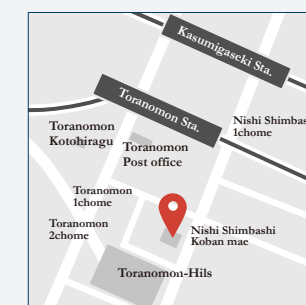 Kasumigaseki Sta.
Toranomon Sta.
Nishi Shimbas
1chome
Toranomon
Kotohiragu
Toranomon
Post office
Toranomon
1chome
Toranomon
2chome
Nishi Shimbashi
Koban mae
Toranomon-Hils